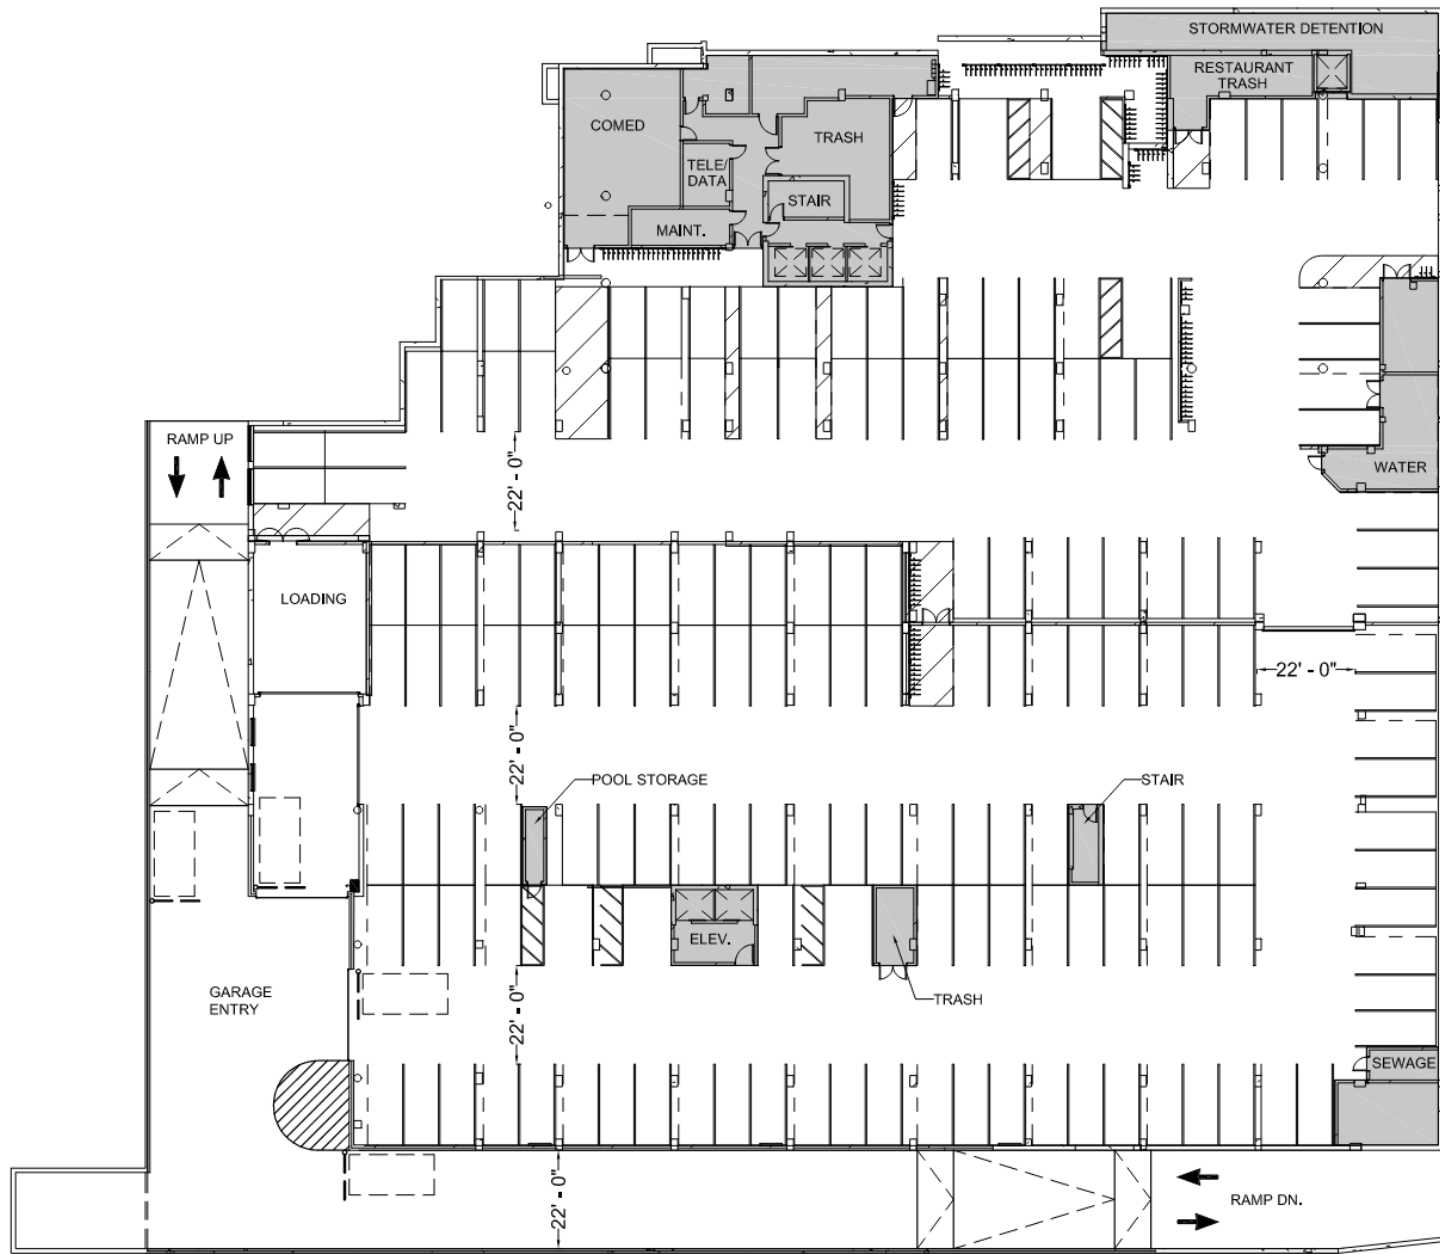 STORMWATER DETENTION
RESTAURANT
TRASH
COMED
TRASH
TELE/
DATA
STAIR
MAINT.
RAMP UP
22' - 0"
WATER
LOADING
22' - 0"
22' - 0"
POOL STORAGE
STAIR
ELEV.
TRASH
GARAGE
ENTRY
22' - 0"
SEWAGE
22' - 0"
RAMP DN.